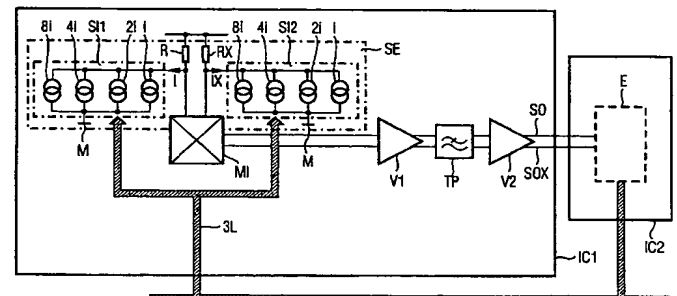 8i 4i SI1 2i i R RX 8i 4i SI2 2i i SE
I IX
E
M MI M V1 TP V2 SO SOX
3L
IC2
IC1